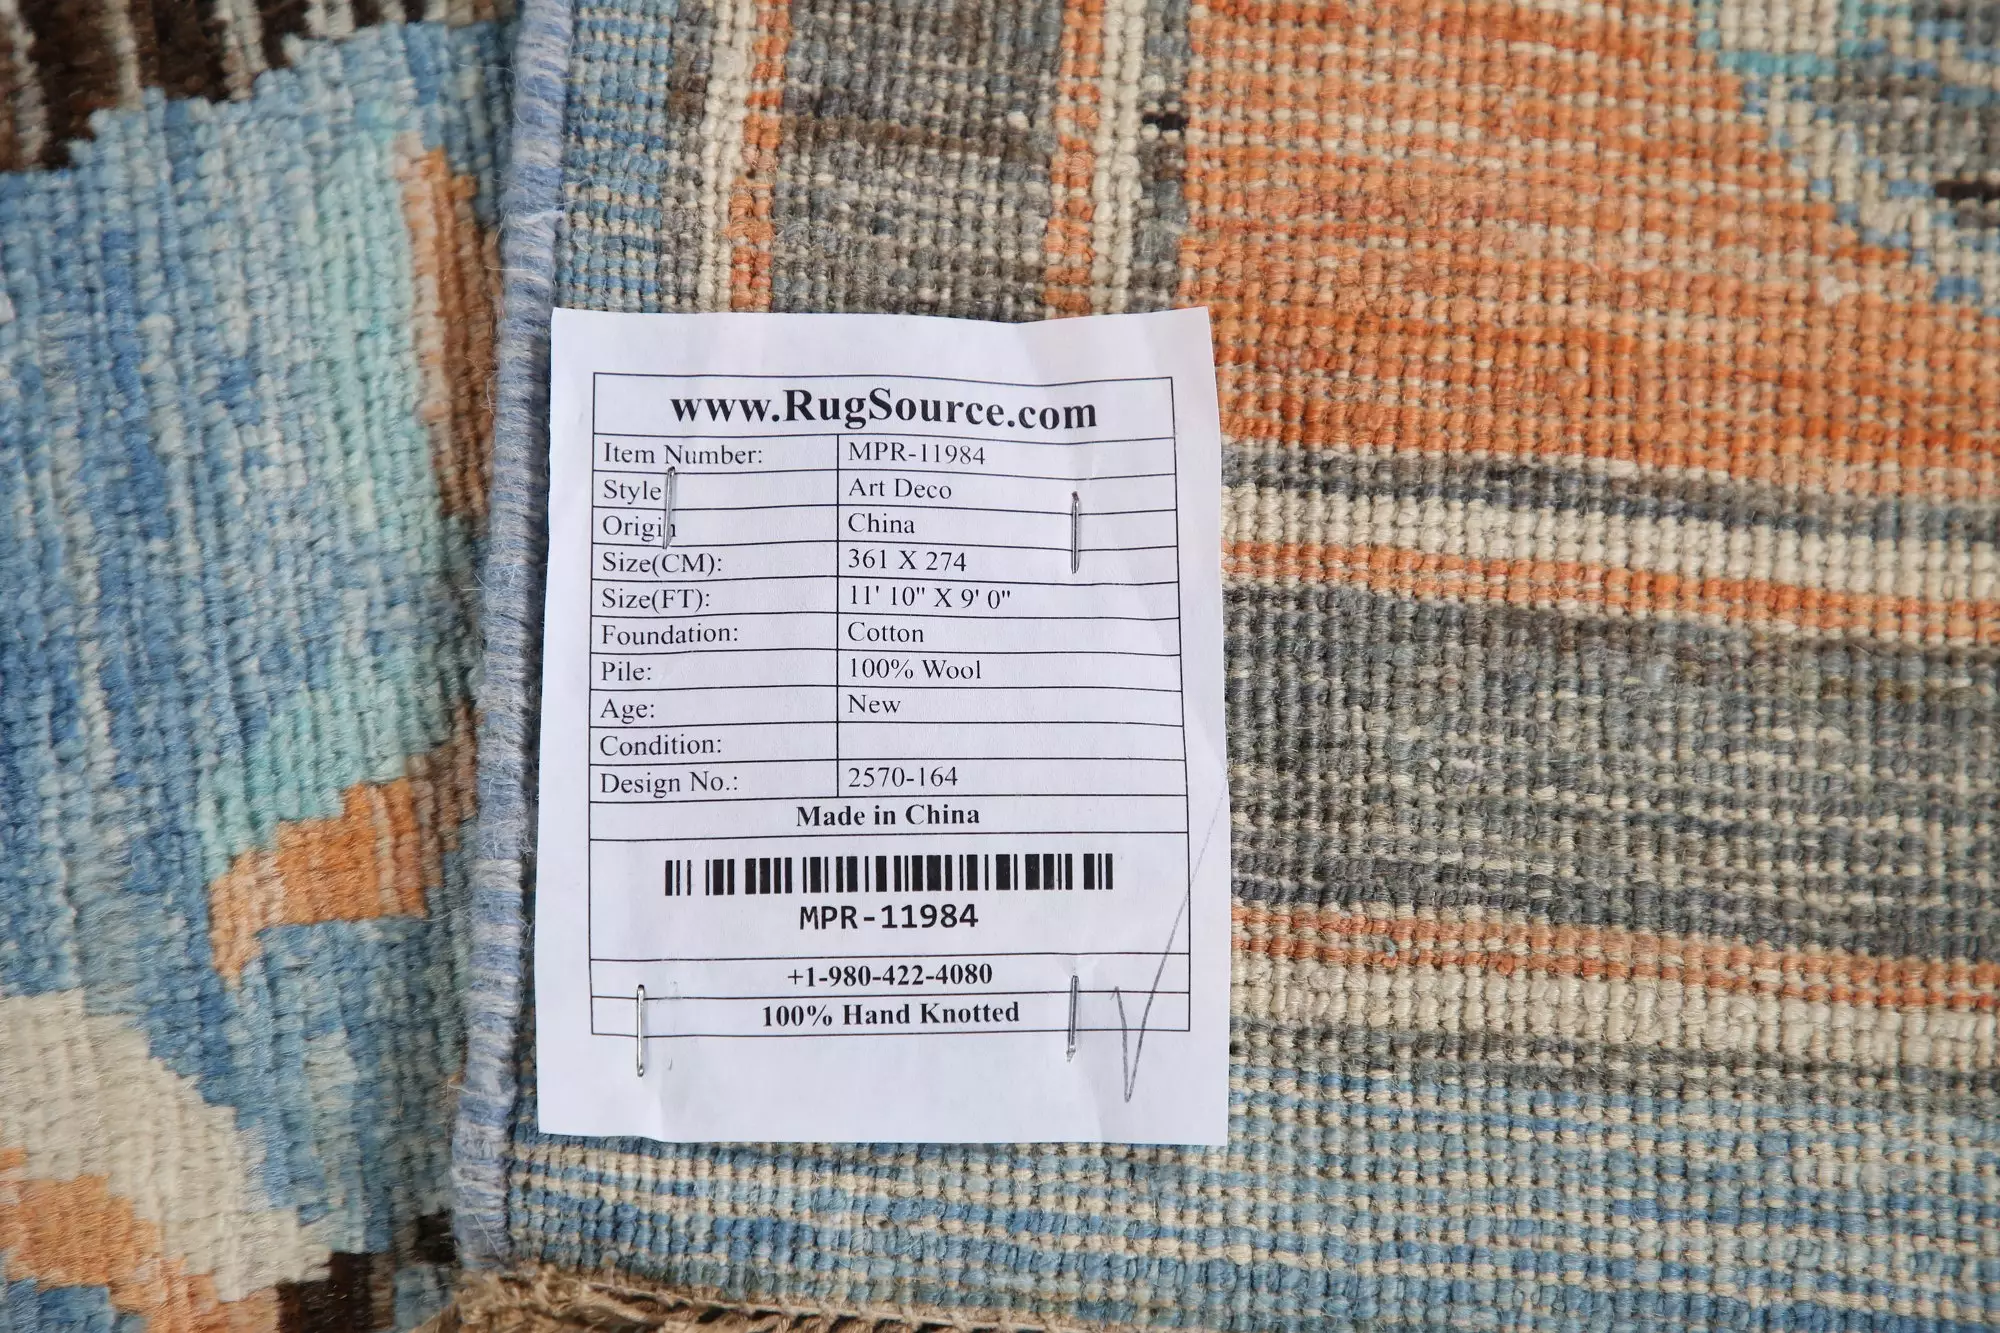 www.RugSource.com
Item Number: MPR-11984
Style Art Deco
Origin China
Size(CM): 361 X 274
Size(FT): 11' 10" X 9' 0"
Foundation: Cotton
Pile: 100% Wool
Age: New
Condition:
Design No.: 2570-164
Made in China
MPR-11984
+1-980-422-4080
100% Hand Knotted